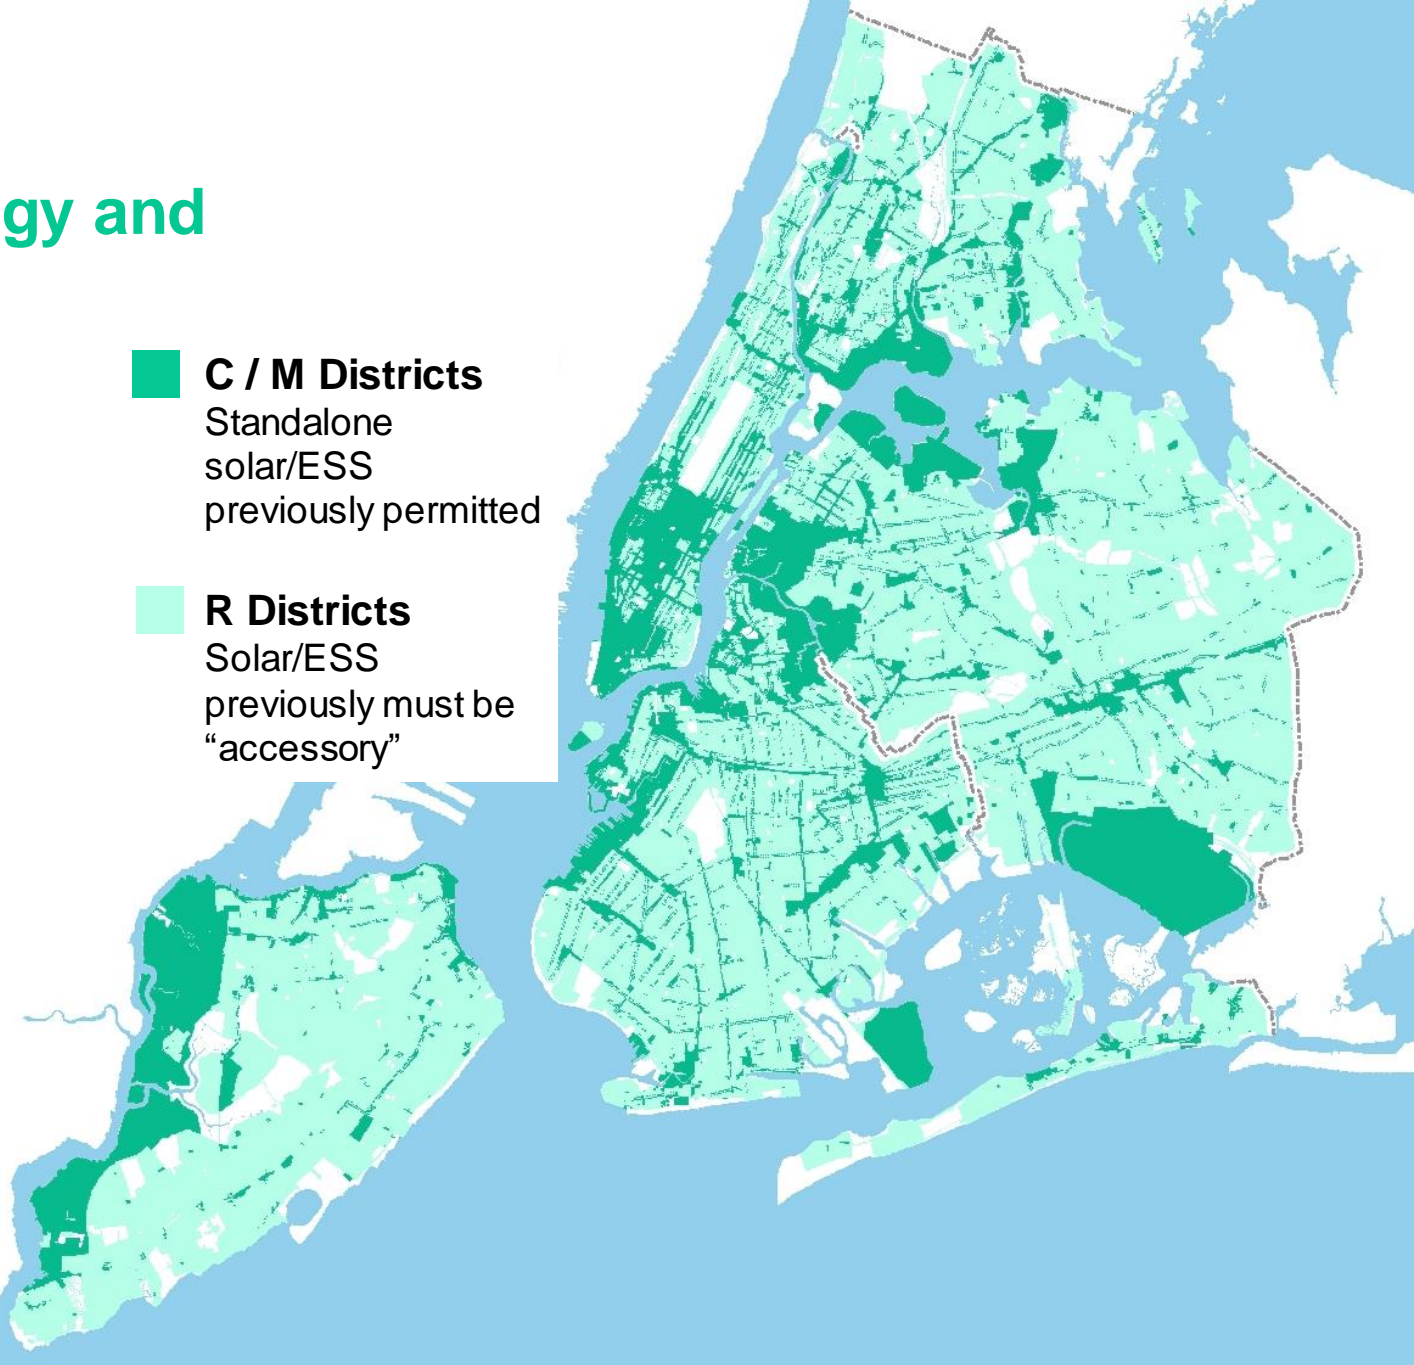 gy and
C / M Districts
Standalone
solar/ESS
previously permitted
R Districts
Solar/ESS
previously must be
“accessory”